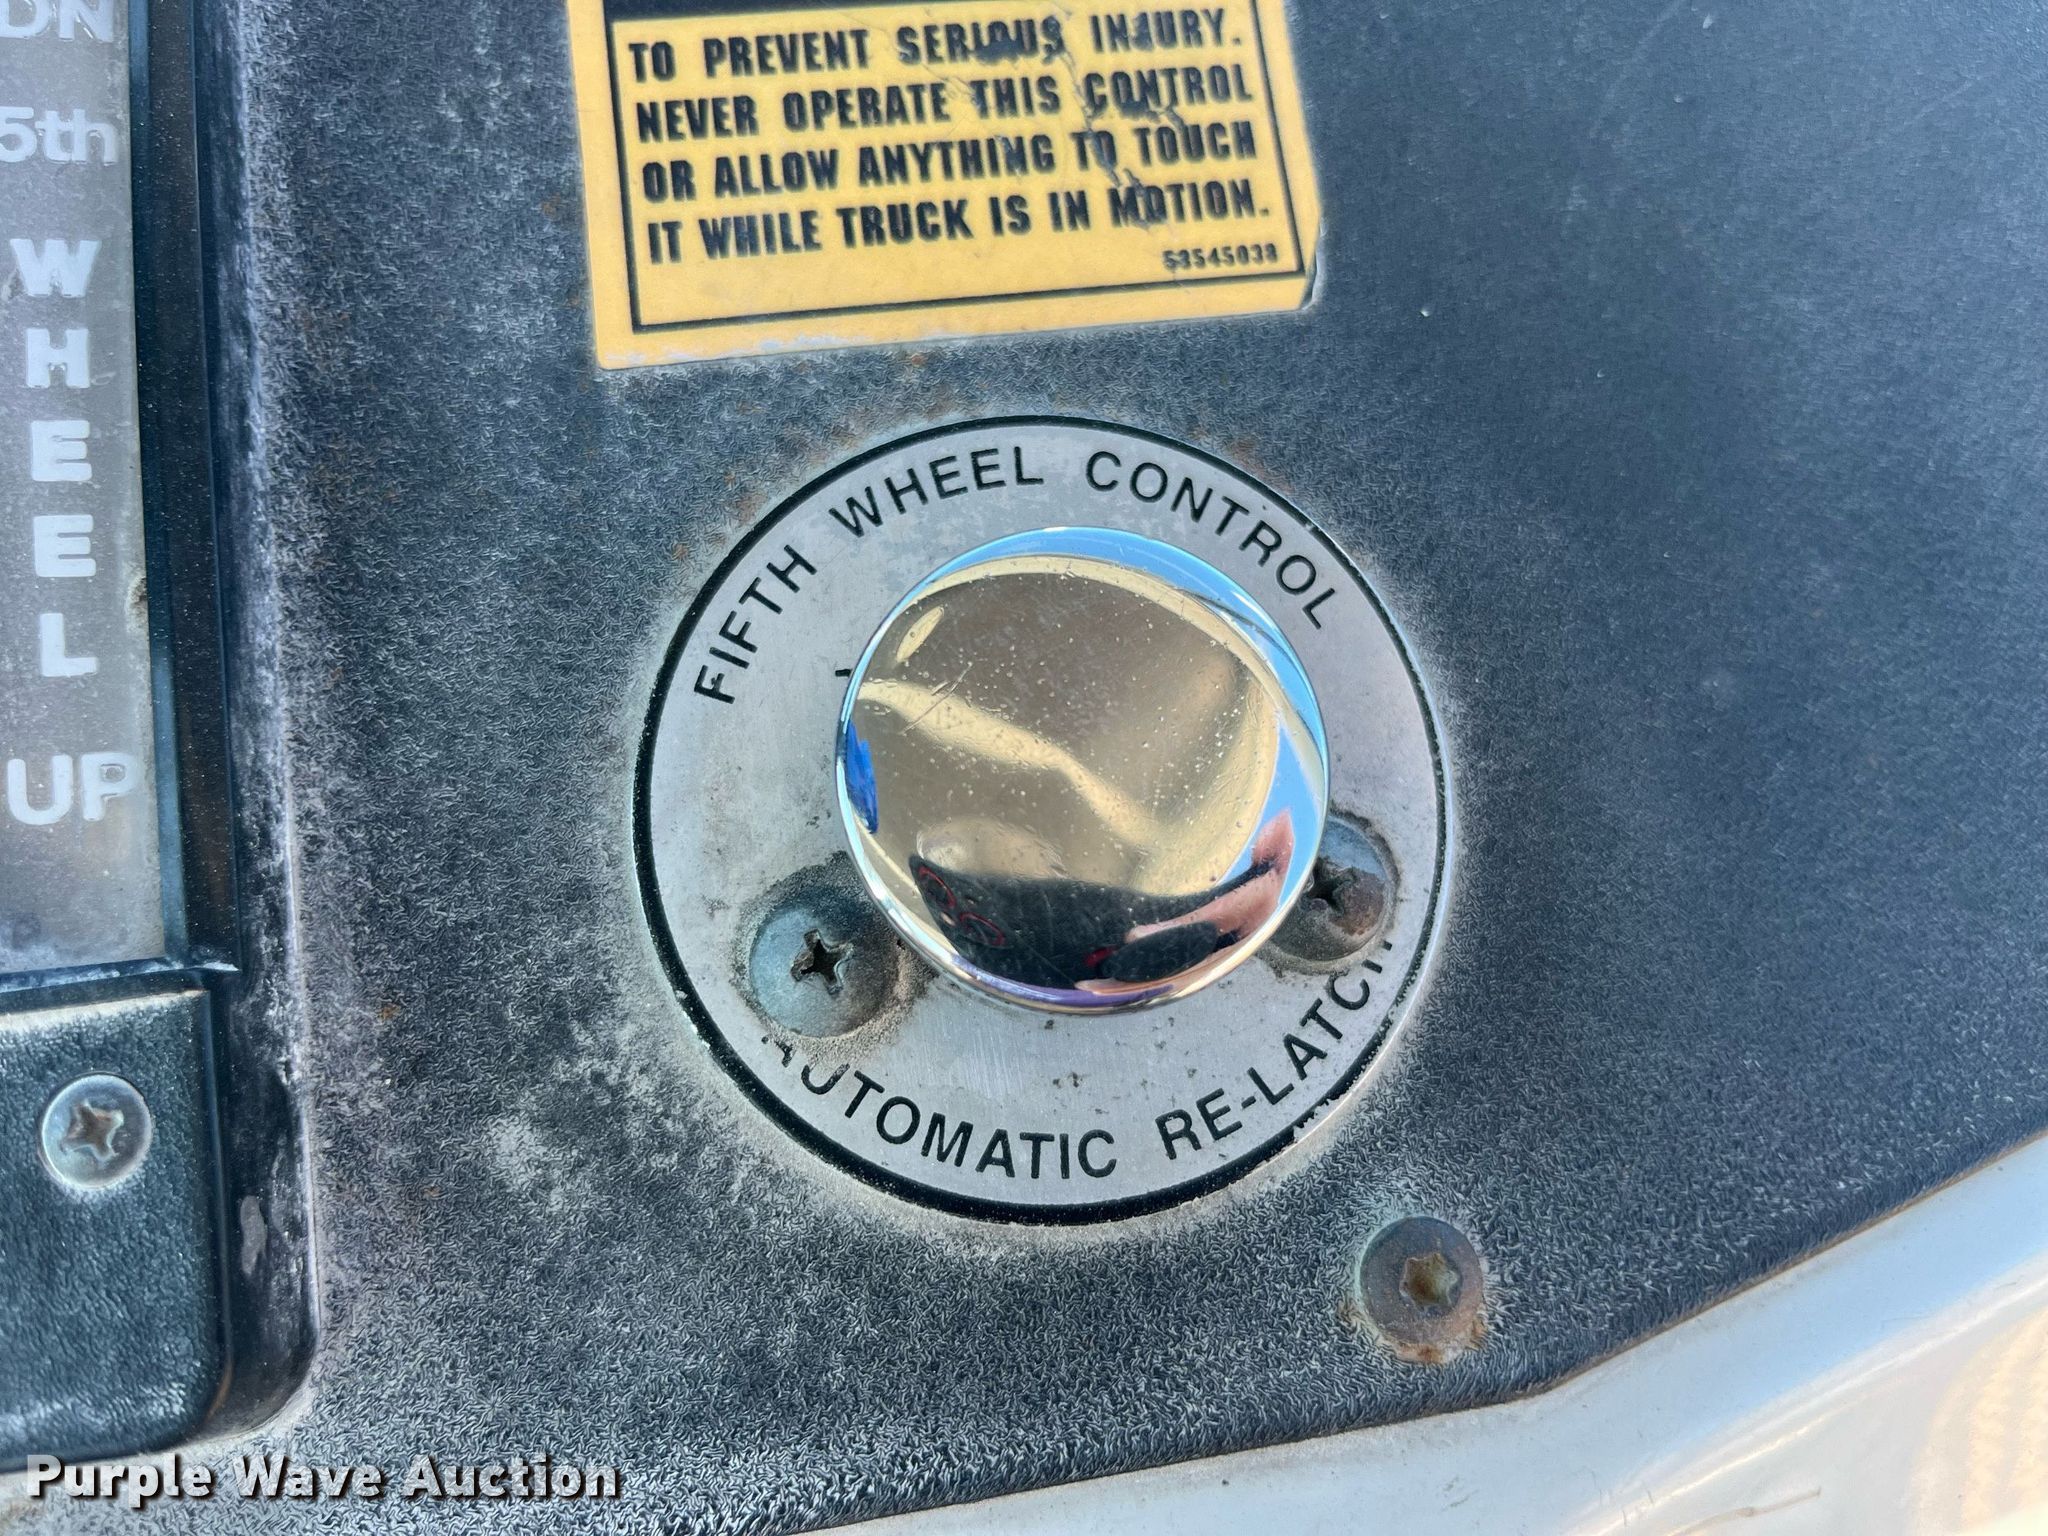 DN
5th
WHEEL
UP
TO PREVENT SERIOUS INJURY.
NEVER OPERATE THIS CONTROL
OR ALLOW ANYTHING TO TOUCH
IT WHILE TRUCK IS IN MOTION.
53545038
FIFTH WHEEL CONTROL
AUTOMATIC RE-LATCH
Purple Wave Auction